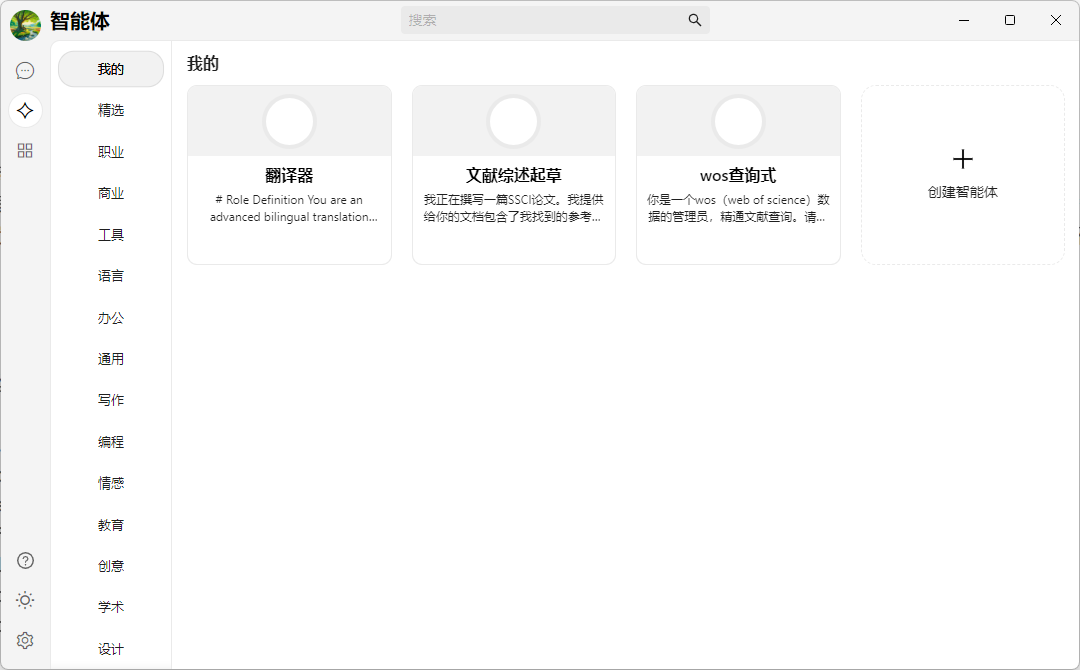 智能体
搜索
我的
精选
职业
商业
工具
语言
办公
通用
写作
编程
情感
教育
创意
学术
设计
我的
翻译器
# Role Definition You are an
advanced bilingual translation...
文献综述起草
我正在撰写一篇SSCI论文。我提供
给你的文档包含了我找到的参考...
wos查询式
你是一个wos（web of science）数
据的管理员，精通文献查询。请...
创建智能体